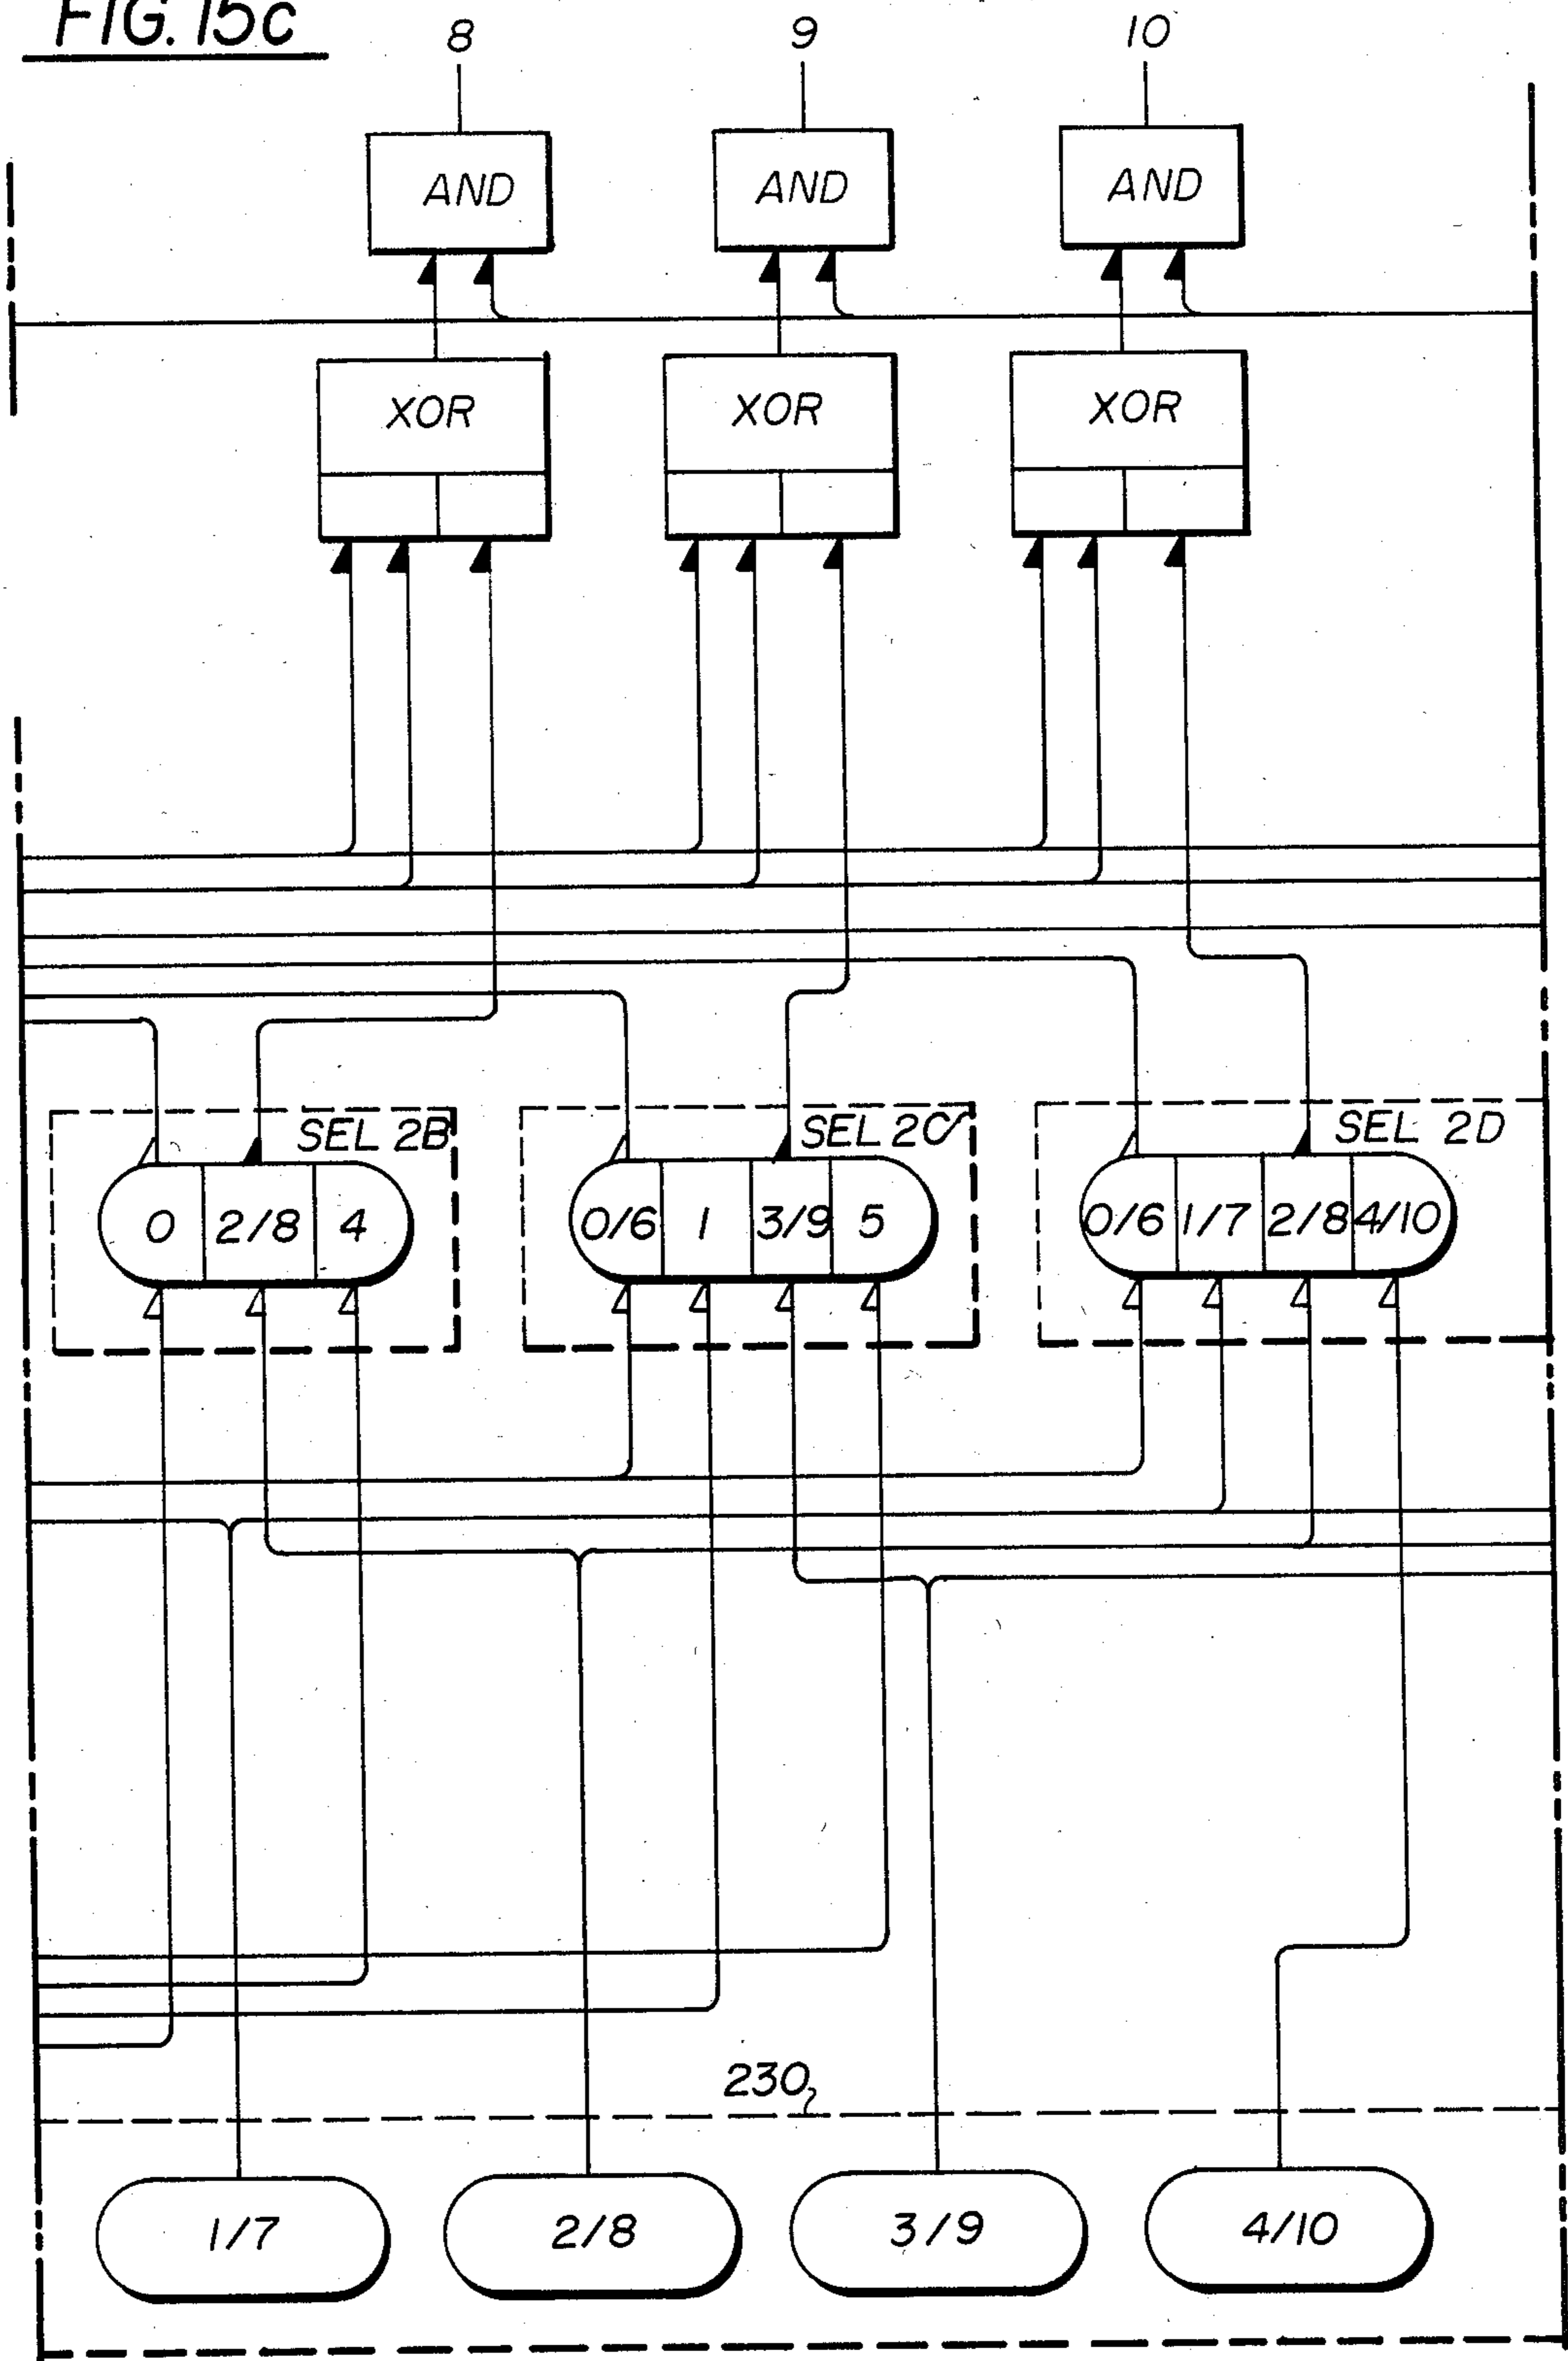 FIG. 15c
8 9 10
AND AND AND
XOR XOR XOR
SEL 2B SEL 2C SEL 2D
0 2/8 4 0/6 1 3/9 5 0/6 1/7 2/8 4/10
230
1/7 2/8 3/9 4/10